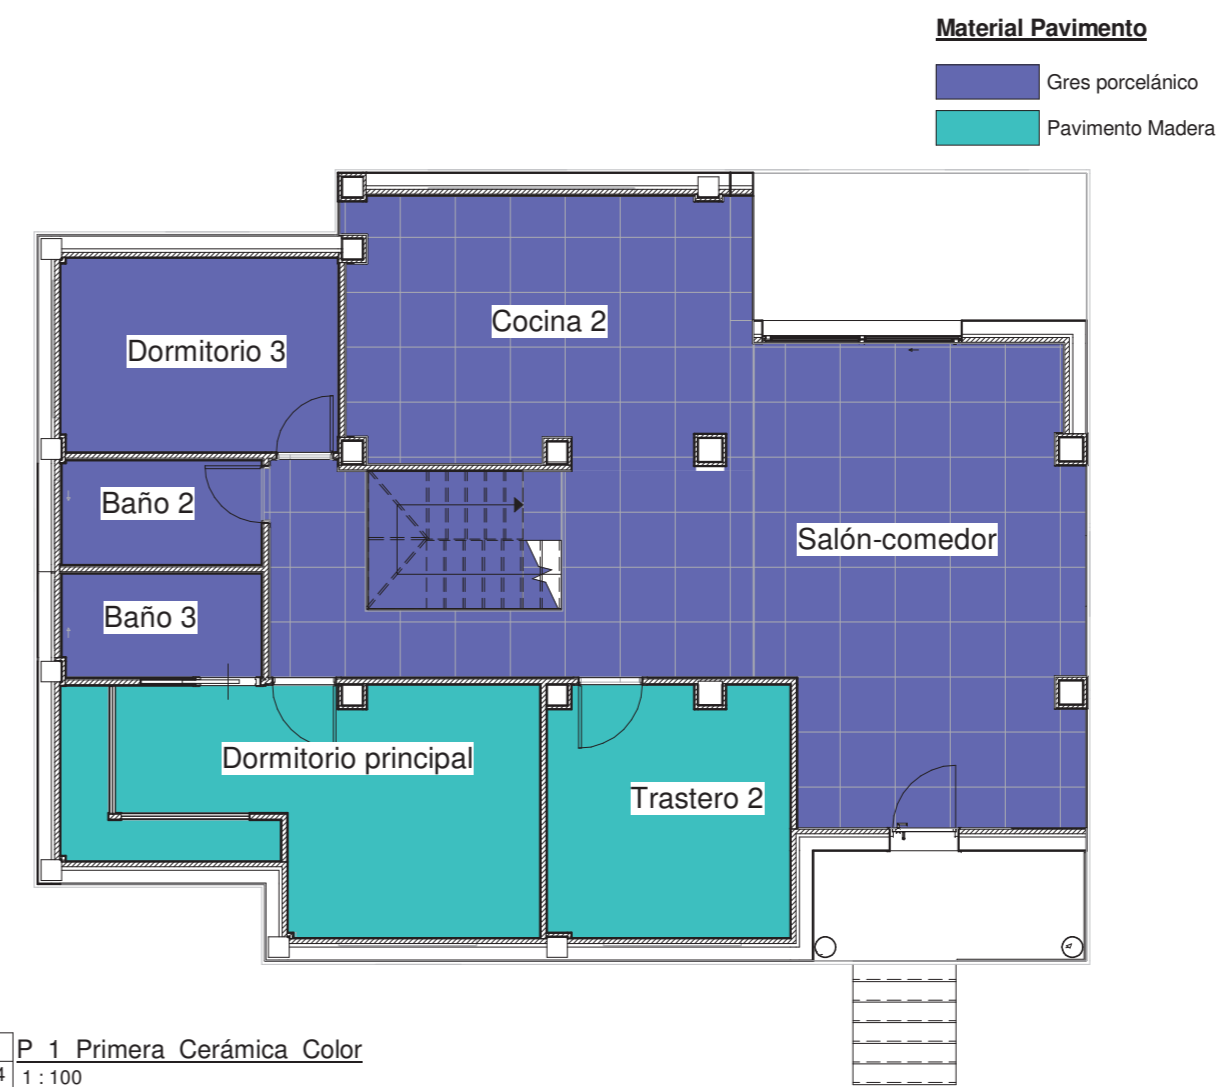 Material Pavimento
Gres porcelánico
Pavimento Madera
Cocina 2
Dormitorio 3
Baño 2
Salón-comedor
Baño 3
Dormitorio principal
Trastero 2
P 1 Primera Cerámica Color
4
1 : 100